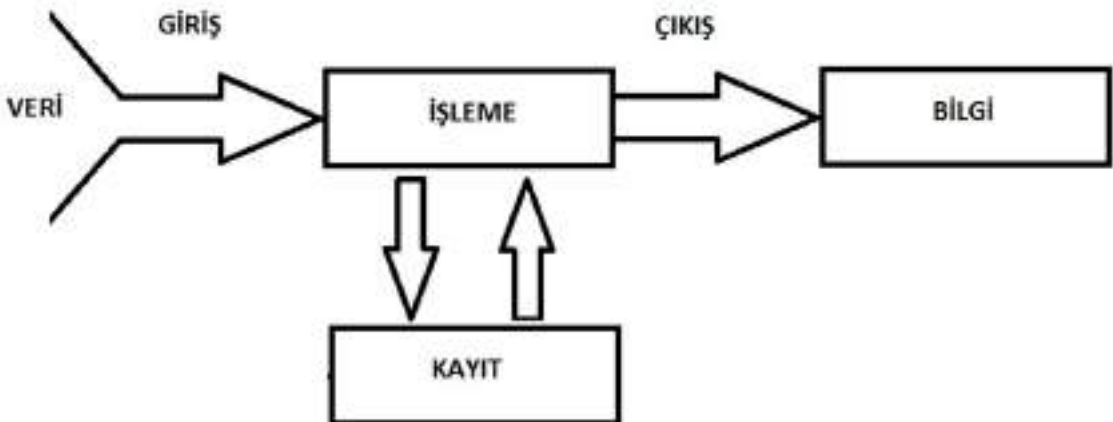 GİRİŞ
ÇIKIŞ
VERİ
İŞLEME
BİLGİ
KAYIT